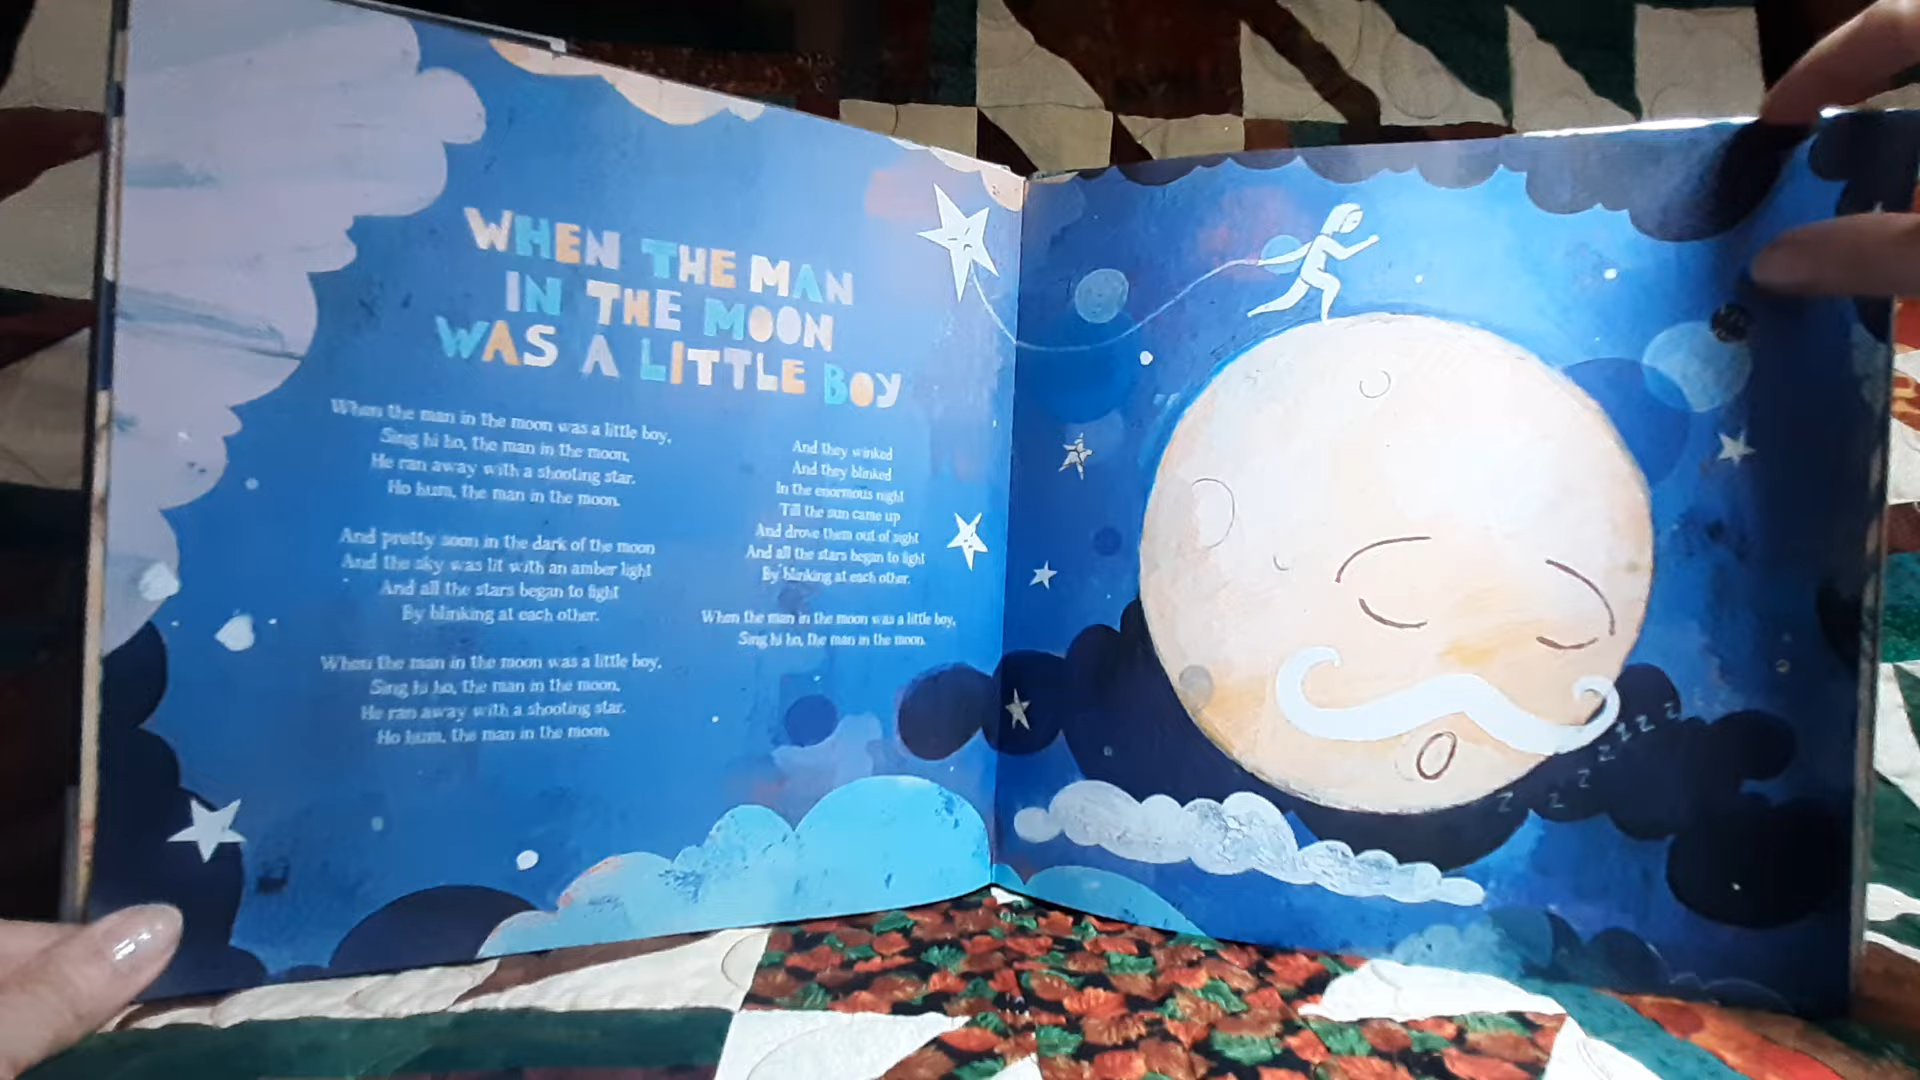 WHEN THE MAN
IN THE MOON
WAS A LITTLE BOY
When the man in the moon was a little boy,
Sing hi ho, the man in the moon,
He ran away with a shooting star.
Ho hum, the man in the moon.
And pretty soon in the dark of the moon
And the sky was lit with an amber light
And all the stars began to fight
By blinking at each other.
When the man in the moon was a little boy,
Sing hi ho, the man in the moon,
He ran away with a shooting star.
Ho hum, the man in the moon.
And they winked
And they blinked
In the enormous night
Till the sun came up
And drove them out of sight
And all the stars began to fight
By blinking at each other.
When the man in the moon was a little boy,
Sing hi ho, the man in the moon.
z z z z z z z z